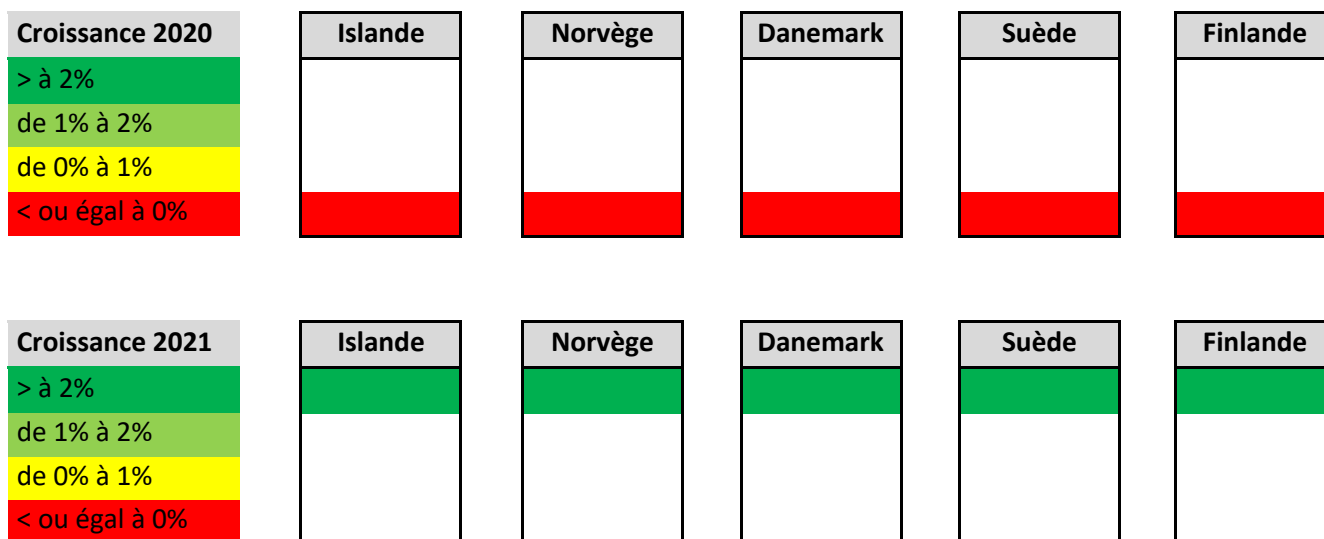 Croissance 2020 Islande Norvège Danemark Suède Finlande
> à 2%
de 1% à 2%
de 0% à 1%
< ou égal à 0%
Croissance 2021 Islande Norvège Danemark Suède Finlande
> à 2%
de 1% à 2%
de 0% à 1%
< ou égal à 0%